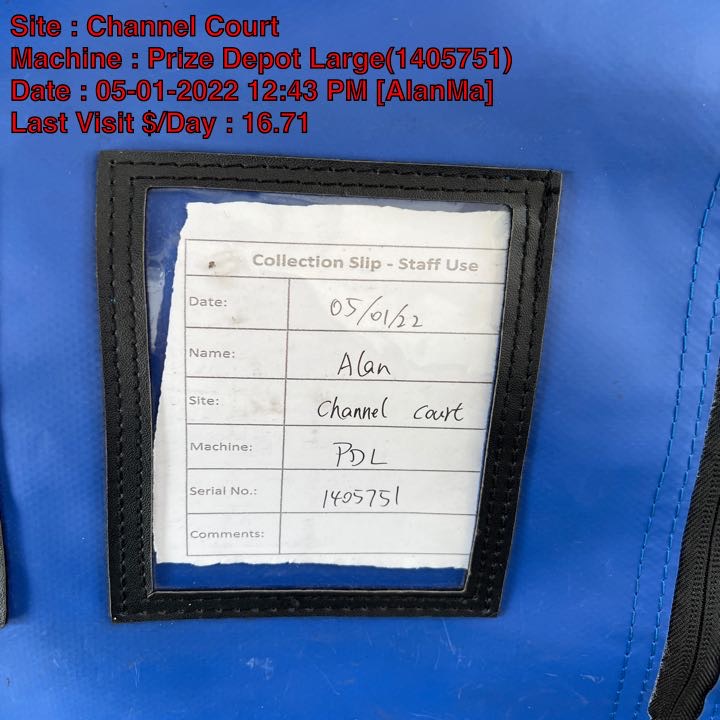 Site : Channel Court
Machine : Prize Depot Large(1405751)
Date : 05-01-2022 12:43 PM [AlanMa]
Last Visit $/Day : 16.71
Collection Slip - Staff Use
Date: 05/01/22
Name: Alan
Site: Channel court
Machine: PDL
Serial No.: 1405751
Comments: